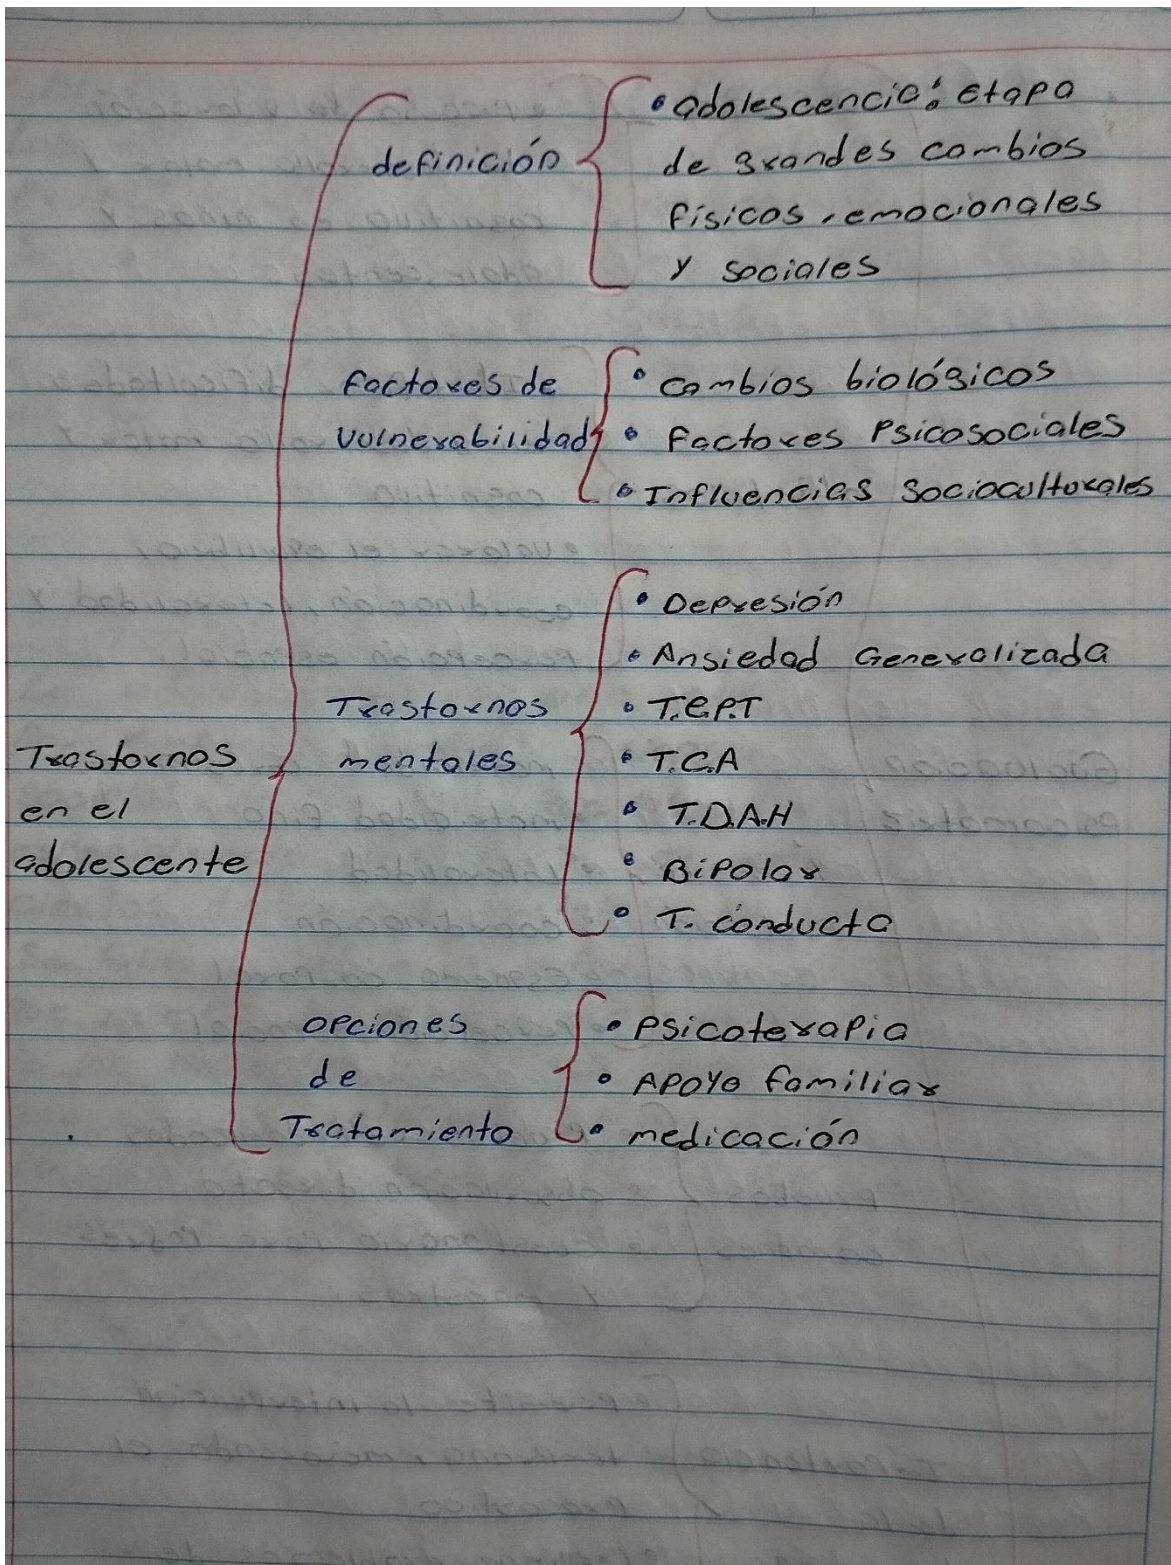 definición
• adolescencia: etapa
de grandes cambios
físicos, emocionales
y sociales
factores de
vulnerabilidad
• cambios biológicos
• Factores Psicosociales
• Influencias Socioculturales
Trastornos
en el
adolescente
Trastornos
mentales
• Depresión
• Ansiedad Generalizada
• T.E.P.T
• T.C.A
• T.D.A.H
• Bipolar
• T. conducta
opciones
de
Tratamiento
• Psicoterapia
• Apoyo familiar
• medicación